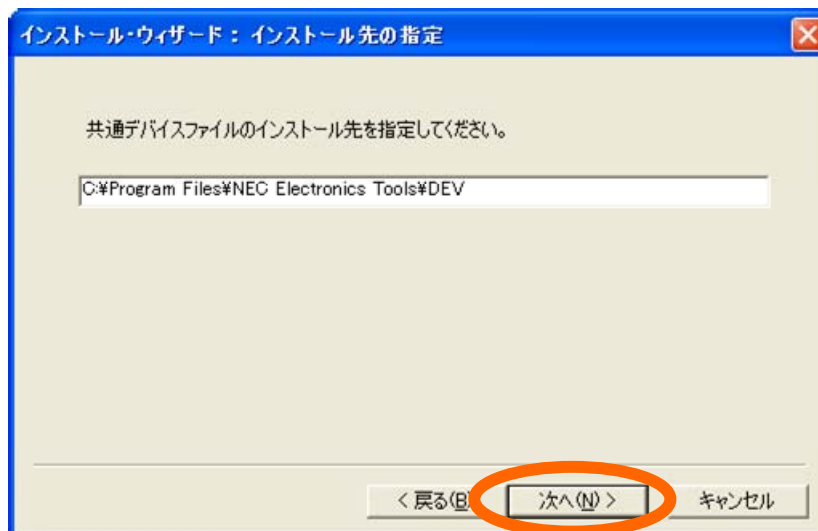 インストール・ウィザード : インストール先の指定
共通デバイスファイルのインストール先を指定してください。
C:¥Program Files¥NEC Electronics Tools¥DEV
< 戻る(B) 次へ(N) > キャンセル